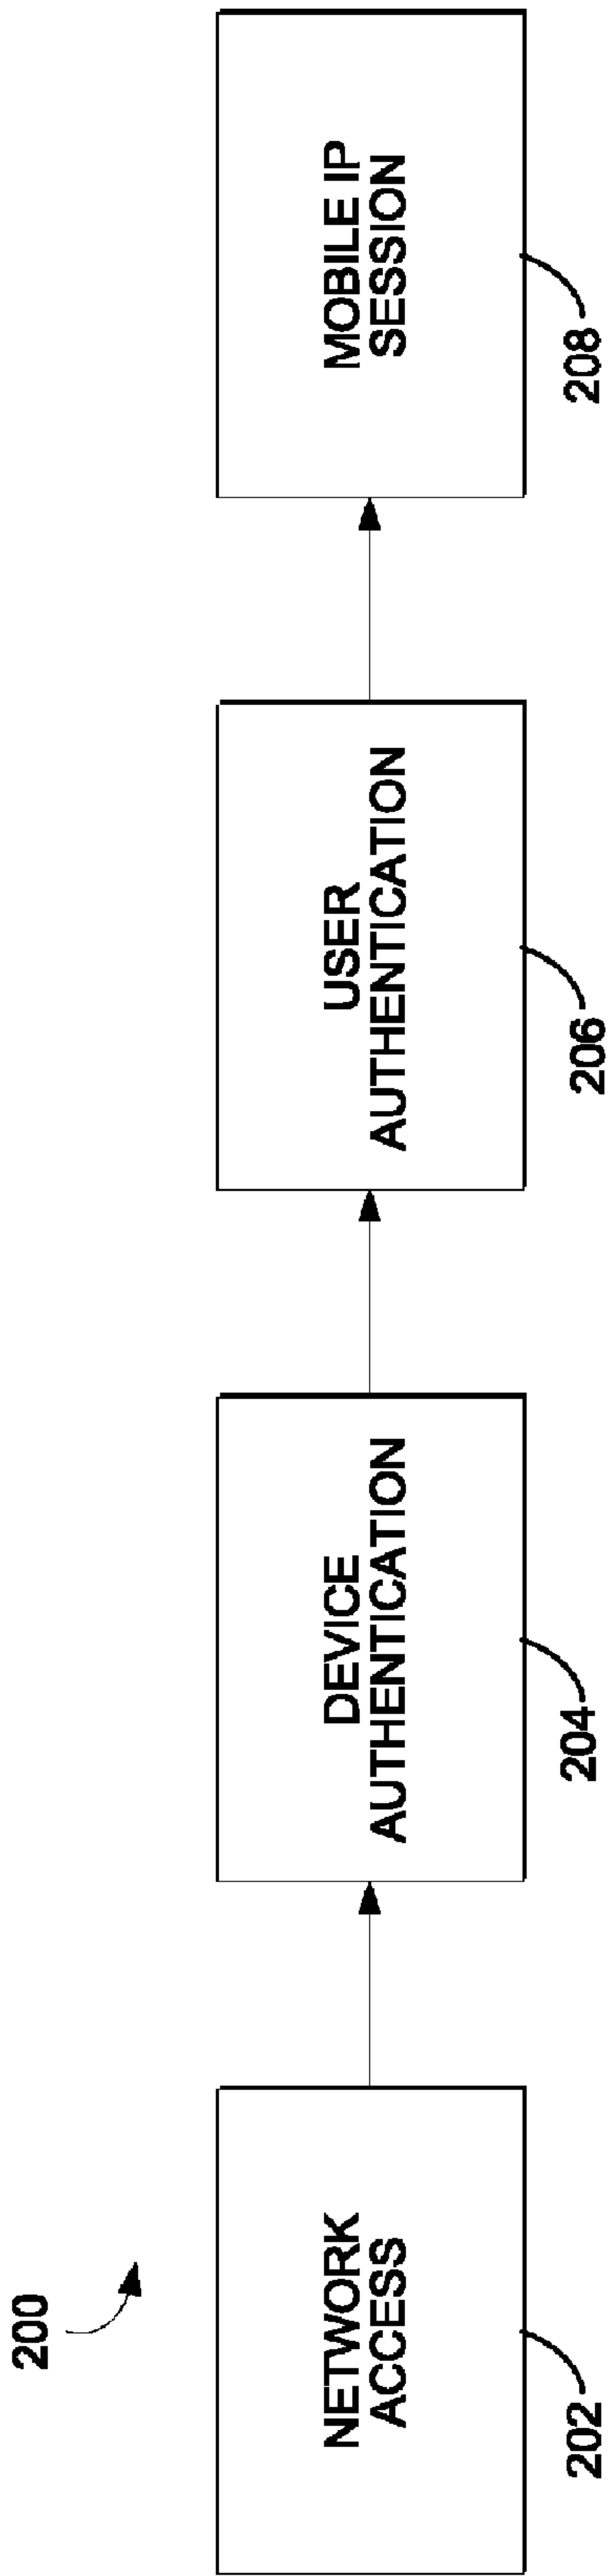 200
NETWORK
ACCESS
202
DEVICE
AUTHENTICATION
204
USER
AUTHENTICATION
206
MOBILE IP
SESSION
208